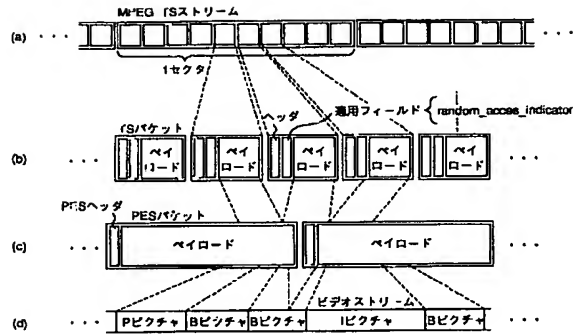 MPEG TSストリーム
(a)
1セクタ
ヘッダ
適用フィールド
random_acces_indicator
TSパケット
(b) ・・・ ペイロード ペイロード ペイロード ペイロード ペイロード ・・・
PESヘッダ
PESパケット
(c) ・・・ ペイロード ペイロード ・・・
ビデオストリーム
(d) ・・・ Pピクチャ Bピクチャ Bピクチャ Iピクチャ Bピクチャ ・・・